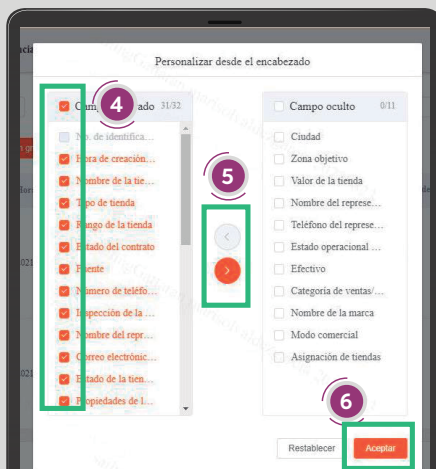 Personalizar desde el encabezado
4
ado 31/32
No. de identifica...
Hora de creación...
Nombre de la tie...
Tipo de tienda
Rango de la tienda
Estado del contrato
Fuente
Número de teléfo...
Inspección de la ...
Nombre del repr...
Correo electrónic...
Estado de la tien...
Propiedades de l...
5
Campo oculto 0/11
Ciudad
Zona objetivo
Valor de la tienda
Nombre del represe...
Teléfono del represe...
Estado operacional ...
Efectivo
Categoría de ventas/...
Nombre de la marca
Modo comercial
Asignación de tiendas
6
Restablecer
Aceptar